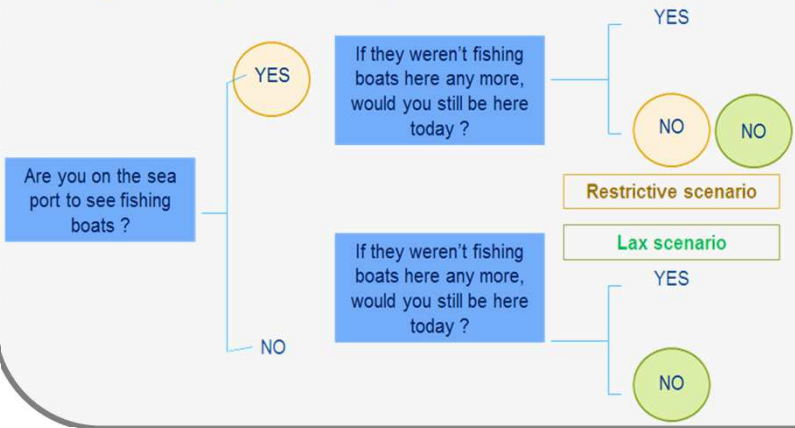 Are you on the sea
port to see fishing
boats ?
YES
NO
If they weren't fishing
boats here any more,
would you still be here
today ?
YES
NO
NO
Restrictive scenario
Lax scenario
If they weren't fishing
boats here any more,
would you still be here
today ?
YES
NO